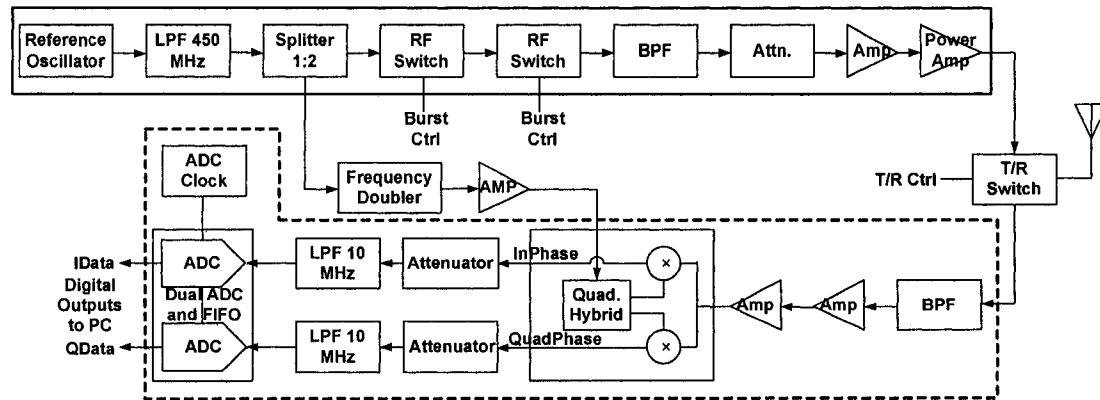 Reference
Oscillator
LPF 450
MHz
Splitter
1:2
RF
Switch
RF
Switch
BPF
Attn.
Amp
Power
Amp
Burst
Ctrl
Burst
Ctrl
ADC
Clock
Frequency
Doubler
AMP
T/R Ctrl
T/R
Switch
IData
Digital
Outputs
to PC
QData
ADC
Dual ADC
and FIFO
ADC
LPF 10
MHz
Attenuator
InPhase
×
Quad.
Hybrid
Amp
Amp
BPF
LPF 10
MHz
Attenuator
QuadPhase
×